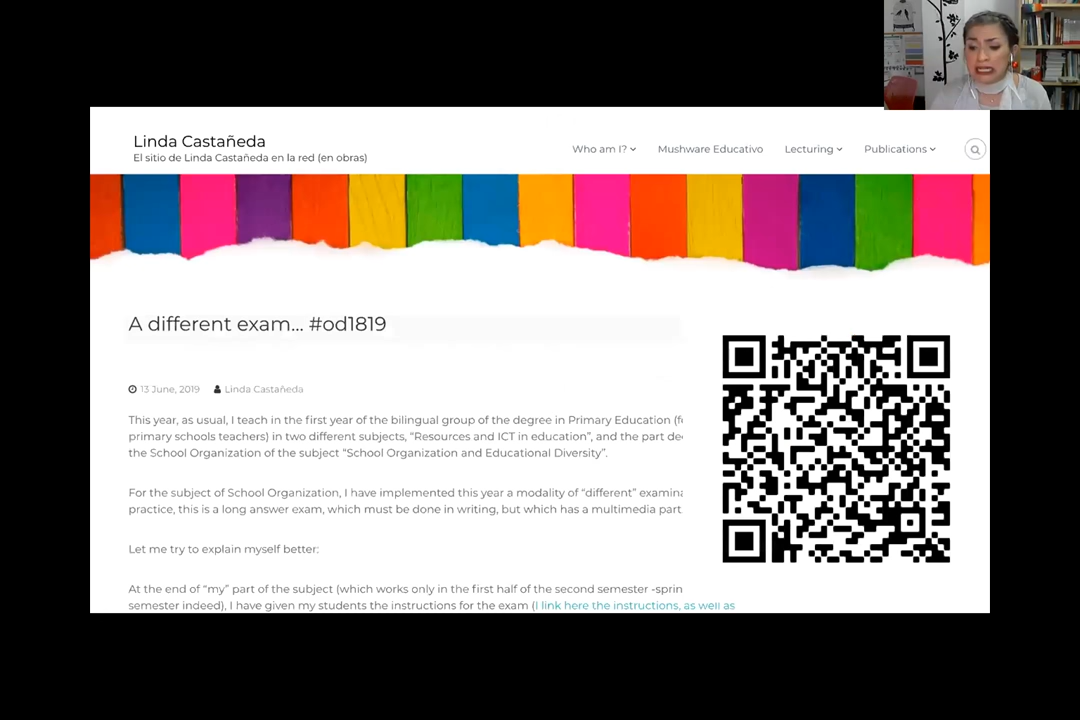 Linda Castañeda
El sitio de Linda Castañeda en la red (en obras)
Who am I? Mushware Educativo Lecturing Publications
A different exam... #od1819
13 June, 2019 Linda Castañeda
This year, as usual, I teach in the first year of the bilingual group of the degree in Primary Education (f
primary schools teachers) in two different subjects, “Resources and ICT in education”, and the part de
the School Organization of the subject “School Organization and Educational Diversity”.
For the subject of School Organization, I have implemented this year a modality of “different” examina
practice, this is a long answer exam, which must be done in writing, but which has a multimedia part
Let me try to explain myself better:
At the end of “my” part of the subject (which works only in the first half of the second semester -sprin
semester indeed), I have given my students the instructions for the exam (I link here the instructions, as well as